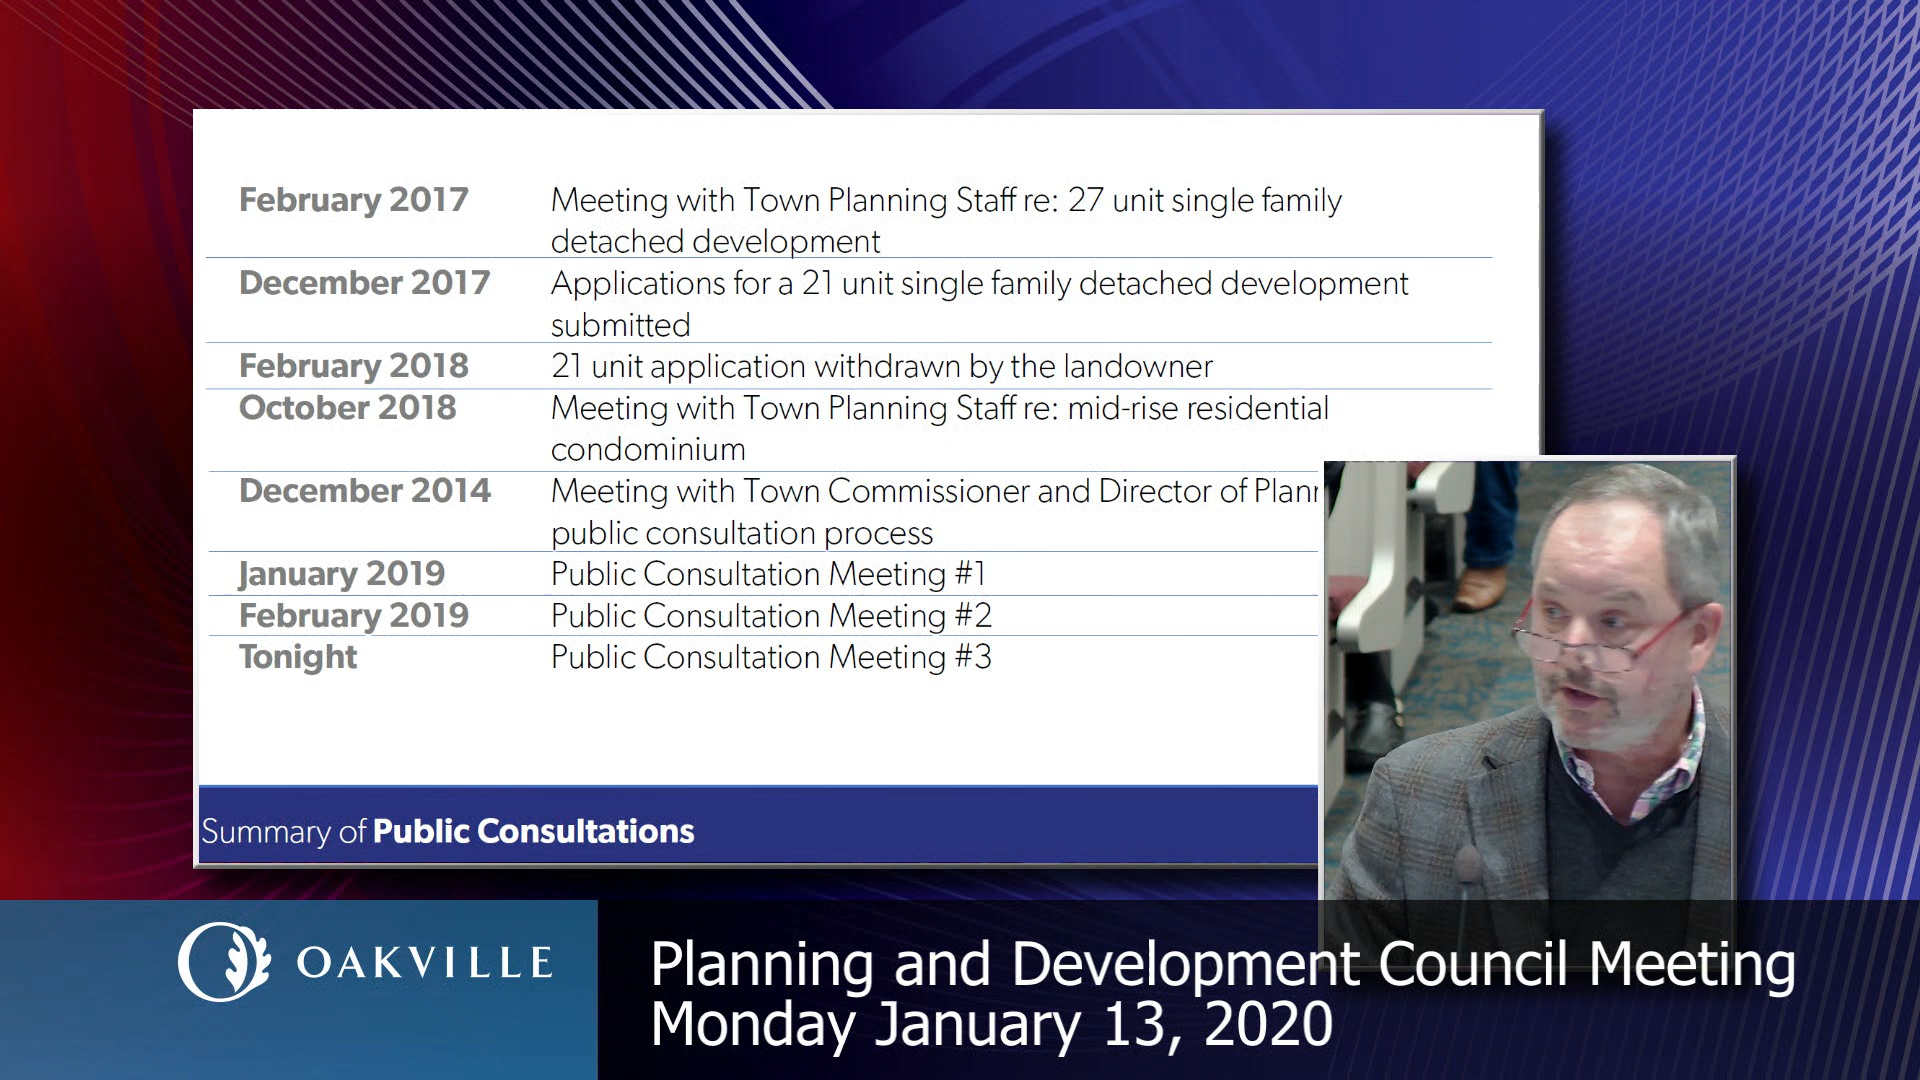 February 2017 Meeting with Town Planning Staff re: 27 unit single family
detached development
December 2017 Applications for a 21 unit single family detached development
submitted
February 2018 21 unit application withdrawn by the landowner
October 2018 Meeting with Town Planning Staff re: mid-rise residential
condominium
December 2014 Meeting with Town Commissioner and Director of
public consultation process
January 2019 Public Consultation Meeting #1
February 2019 Public Consultation Meeting #2
Tonight Public Consultation Meeting #3
Summary of Public Consultations
OAKVILLE
Planning and Development Council Meeting
Monday January 13, 2020